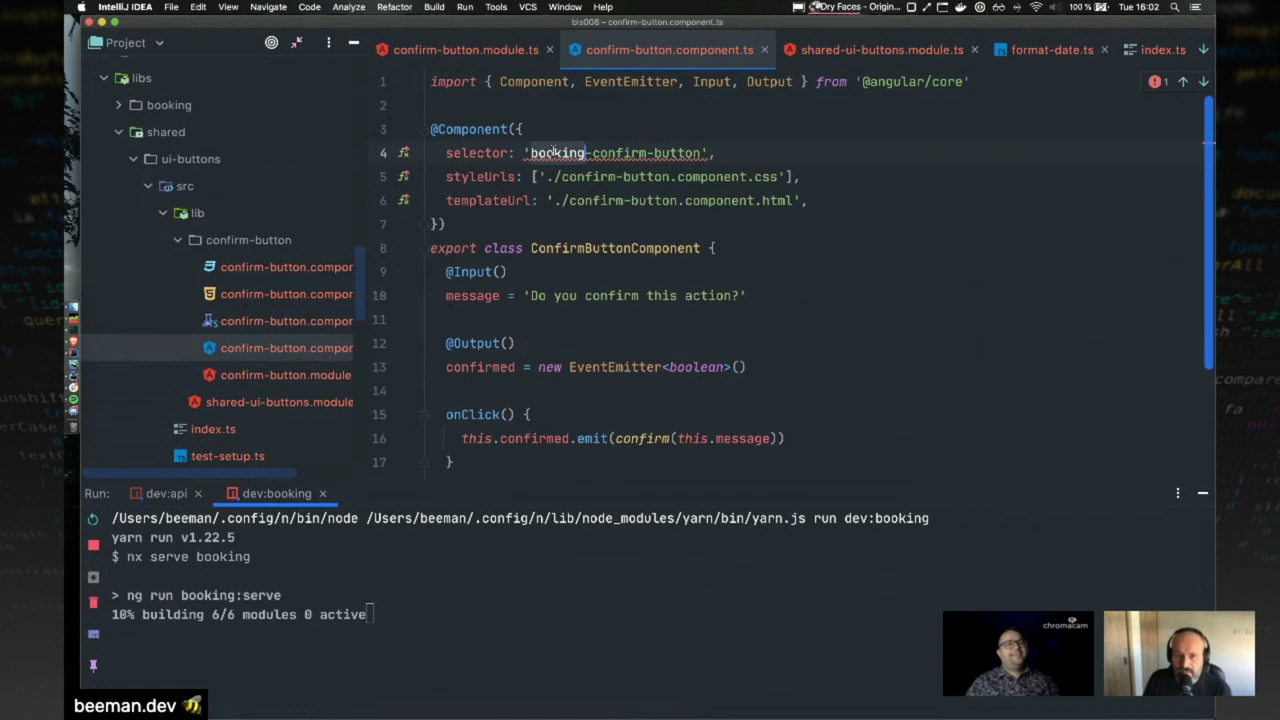 IntelliJ IDEA File Edit View Navigate Code Analyze Refactor Build Run Tools VCS Window Help Dry Faces - Origin... 100 % Tue 16:02
bls008 – confirm-button.component.ts
Project
confirm-button.module.ts
confirm-button.component.ts
shared-ui-buttons.module.ts
format-date.ts
index.ts
libs
booking
shared
ui-buttons
src
lib
confirm-button
confirm-button.compor
confirm-button.compor
confirm-button.compor
confirm-button.compor
confirm-button.module
shared-ui-buttons.module
index.ts
test-setup.ts
1 import { Component, EventEmitter, Input, Output } from '@angular/core'
1
2
3 @Component({
4 selector: 'booking-confirm-button',
5 styleUrls: ['./confirm-button.component.css'],
6 templateUrl: './confirm-button.component.html',
7 })
8 export class ConfirmButtonComponent {
9 @Input()
10 message = 'Do you confirm this action?'
11
12 @Output()
13 confirmed = new EventEmitter<boolean>()
14
15 onClick() {
16 this.confirmed.emit(confirm(this.message))
17 }
Run: dev:api dev:booking
/Users/beeman/.config/n/bin/node /Users/beeman/.config/n/lib/node_modules/yarn/bin/yarn.js run dev:booking
yarn run v1.22.5
$ nx serve booking
> ng run booking:serve
10% building 6/6 modules 0 active
chromacam
beeman.dev